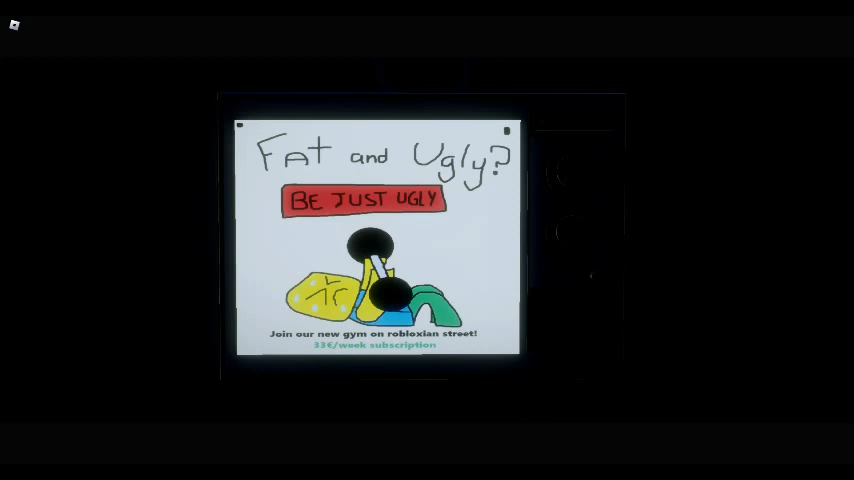 FAt and Ugly?
BE JUST UGLY
Join our new gym on robloxian street!
33€/week subscription